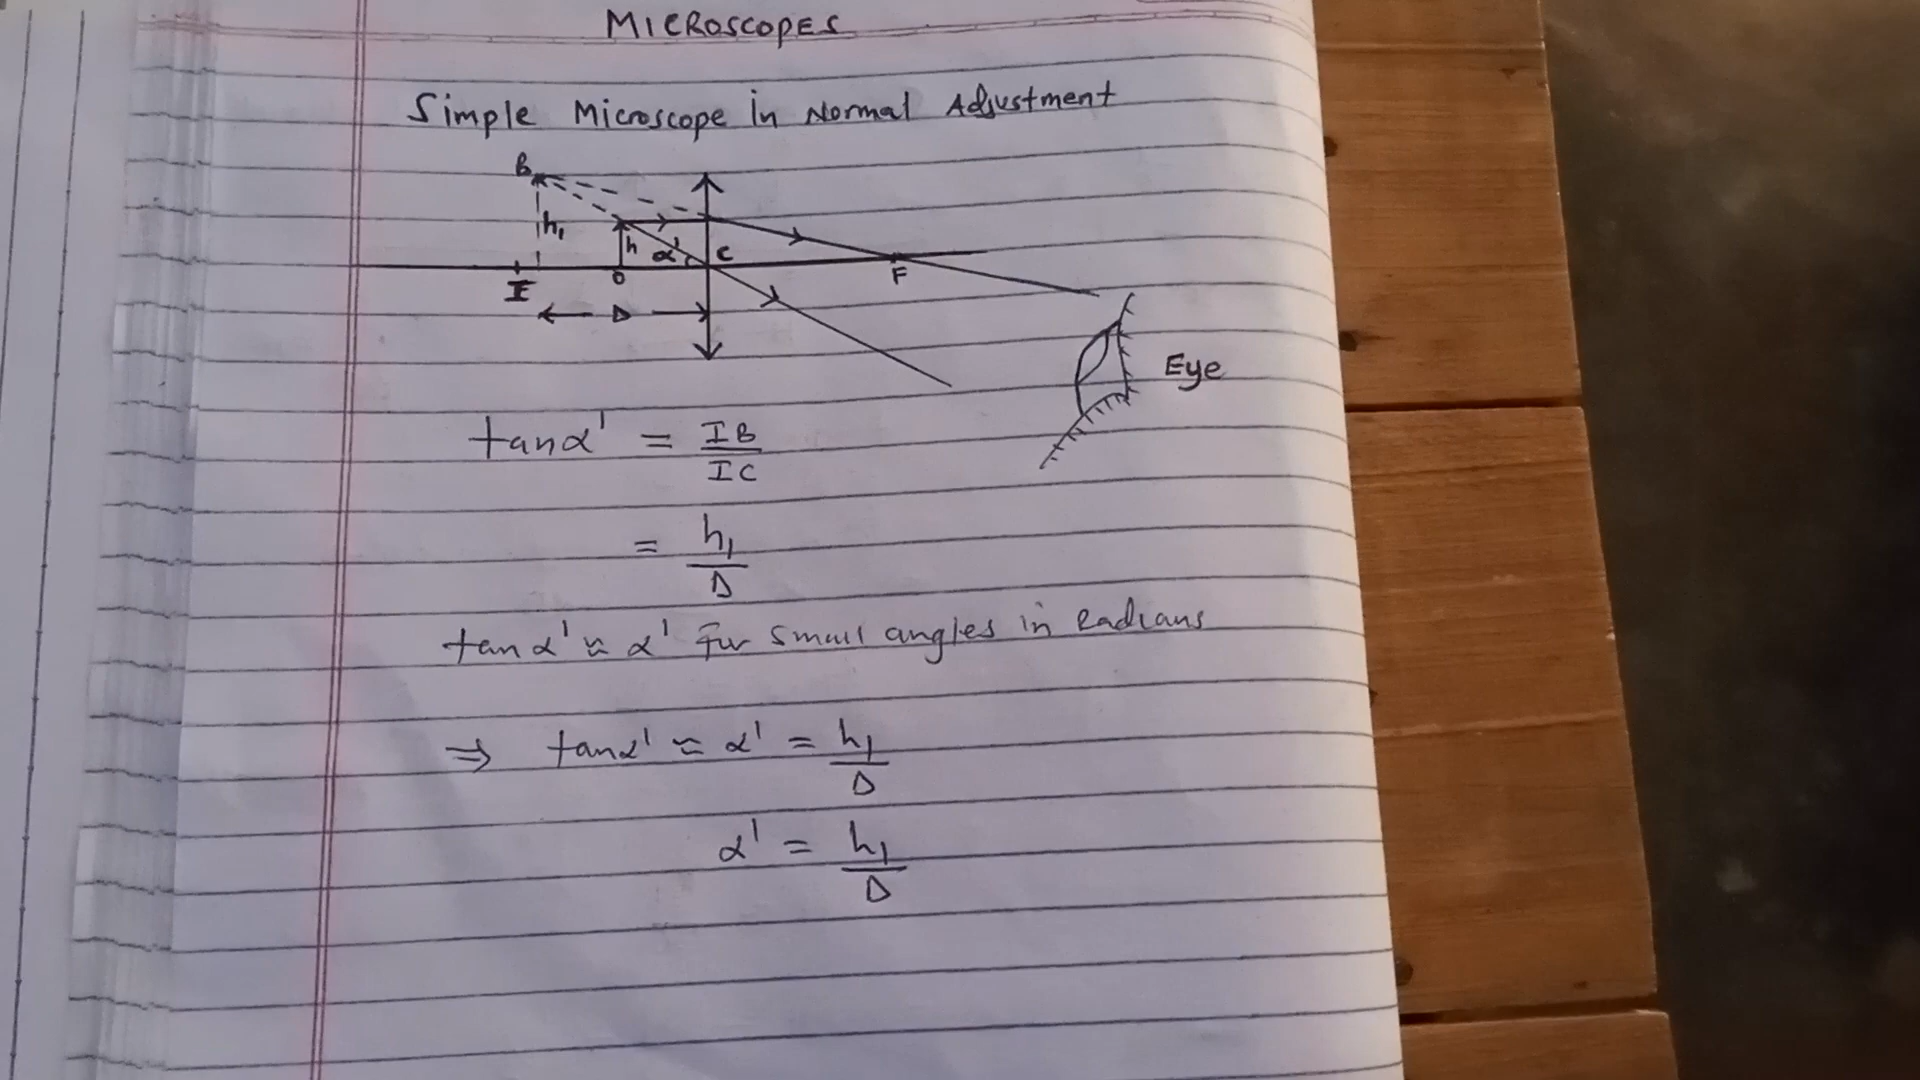 MICROSCOPES
Simple Microscope in Normal Adjustment
B
h₁
h α' C
I O F
D
Eye
tanα' = IB/IC
= h₁/D
tan α' ≈ α' For small angles in Radians
⇒ tanα' ≈ α' = h₁/D
α' = h₁/D